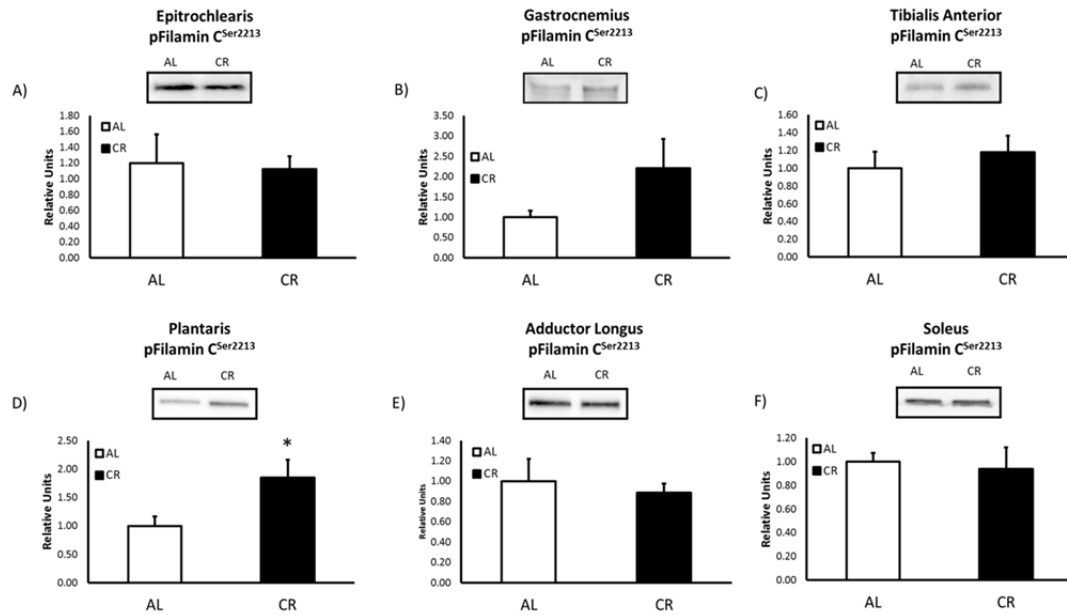 Epitrochlearis
pFilamin C^Ser2213
AL CR
A)
1.80
1.60
1.40
1.20
1.00
0.80
0.60
0.40
0.20
0.00
Relative Units
AL
CR
AL CR
Gastrocnemius
pFilamin C^Ser2213
AL CR
B)
3.50
3.00
2.50
2.00
1.50
1.00
0.50
0.00
Relative Units
AL
CR
AL CR
Tibialis Anterior
pFilamin C^Ser2213
AL CR
C)
1.60
1.40
1.20
1.00
0.80
0.60
0.40
0.20
0.00
Relative Units
AL
CR
AL CR
Plantaris
pFilamin C^Ser2213
AL CR
D)
2.50
2.00
1.50
1.00
0.50
0.00
Relative Units
AL
CR
*
AL CR
Adductor Longus
pFilamin C^Ser2213
AL CR
E)
1.40
1.20
1.00
0.80
0.60
0.40
0.20
0.00
Relative Units
AL
CR
AL CR
Soleus
pFilamin C^Ser2213
AL CR
F)
1.20
1.00
0.80
0.60
0.40
0.20
0.00
Relative Units
AL
CR
AL CR